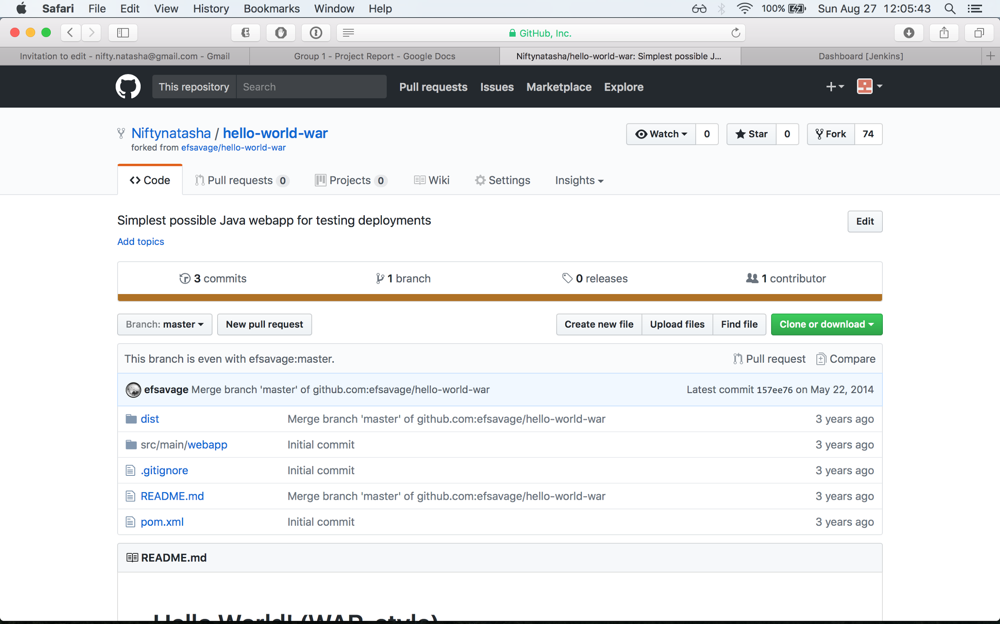 Safari File Edit View History Bookmarks Window Help 100% Sun Aug 27 12:05:43
GitHub, Inc.
Invitation to edit - nifty.natasha@gmail.com - Gmail
Group 1 - Project Report - Google Docs
Niftynatasha/hello-world-war: Simplest possible J...
Dashboard [Jenkins]
This repository Search Pull requests Issues Marketplace Explore
Niftynatasha / hello-world-war
Watch 0 Star 0 Fork 74
forked from efsavage/hello-world-war
Code Pull requests 0 Projects 0 Wiki Settings Insights
Simplest possible Java webapp for testing deployments
Edit
Add topics
3 commits 1 branch 0 releases 1 contributor
Branch: master New pull request Create new file Upload files Find file Clone or download
This branch is even with efsavage:master. Pull request Compare
efsavage Merge branch 'master' of github.com:efsavage/hello-world-war Latest commit 157ee76 on May 22, 2014
dist Merge branch 'master' of github.com:efsavage/hello-world-war 3 years ago
src/main/webapp Initial commit 3 years ago
.gitignore Initial commit 3 years ago
README.md Merge branch 'master' of github.com:efsavage/hello-world-war 3 years ago
pom.xml Initial commit 3 years ago
README.md
Hello World! (WAR-style)